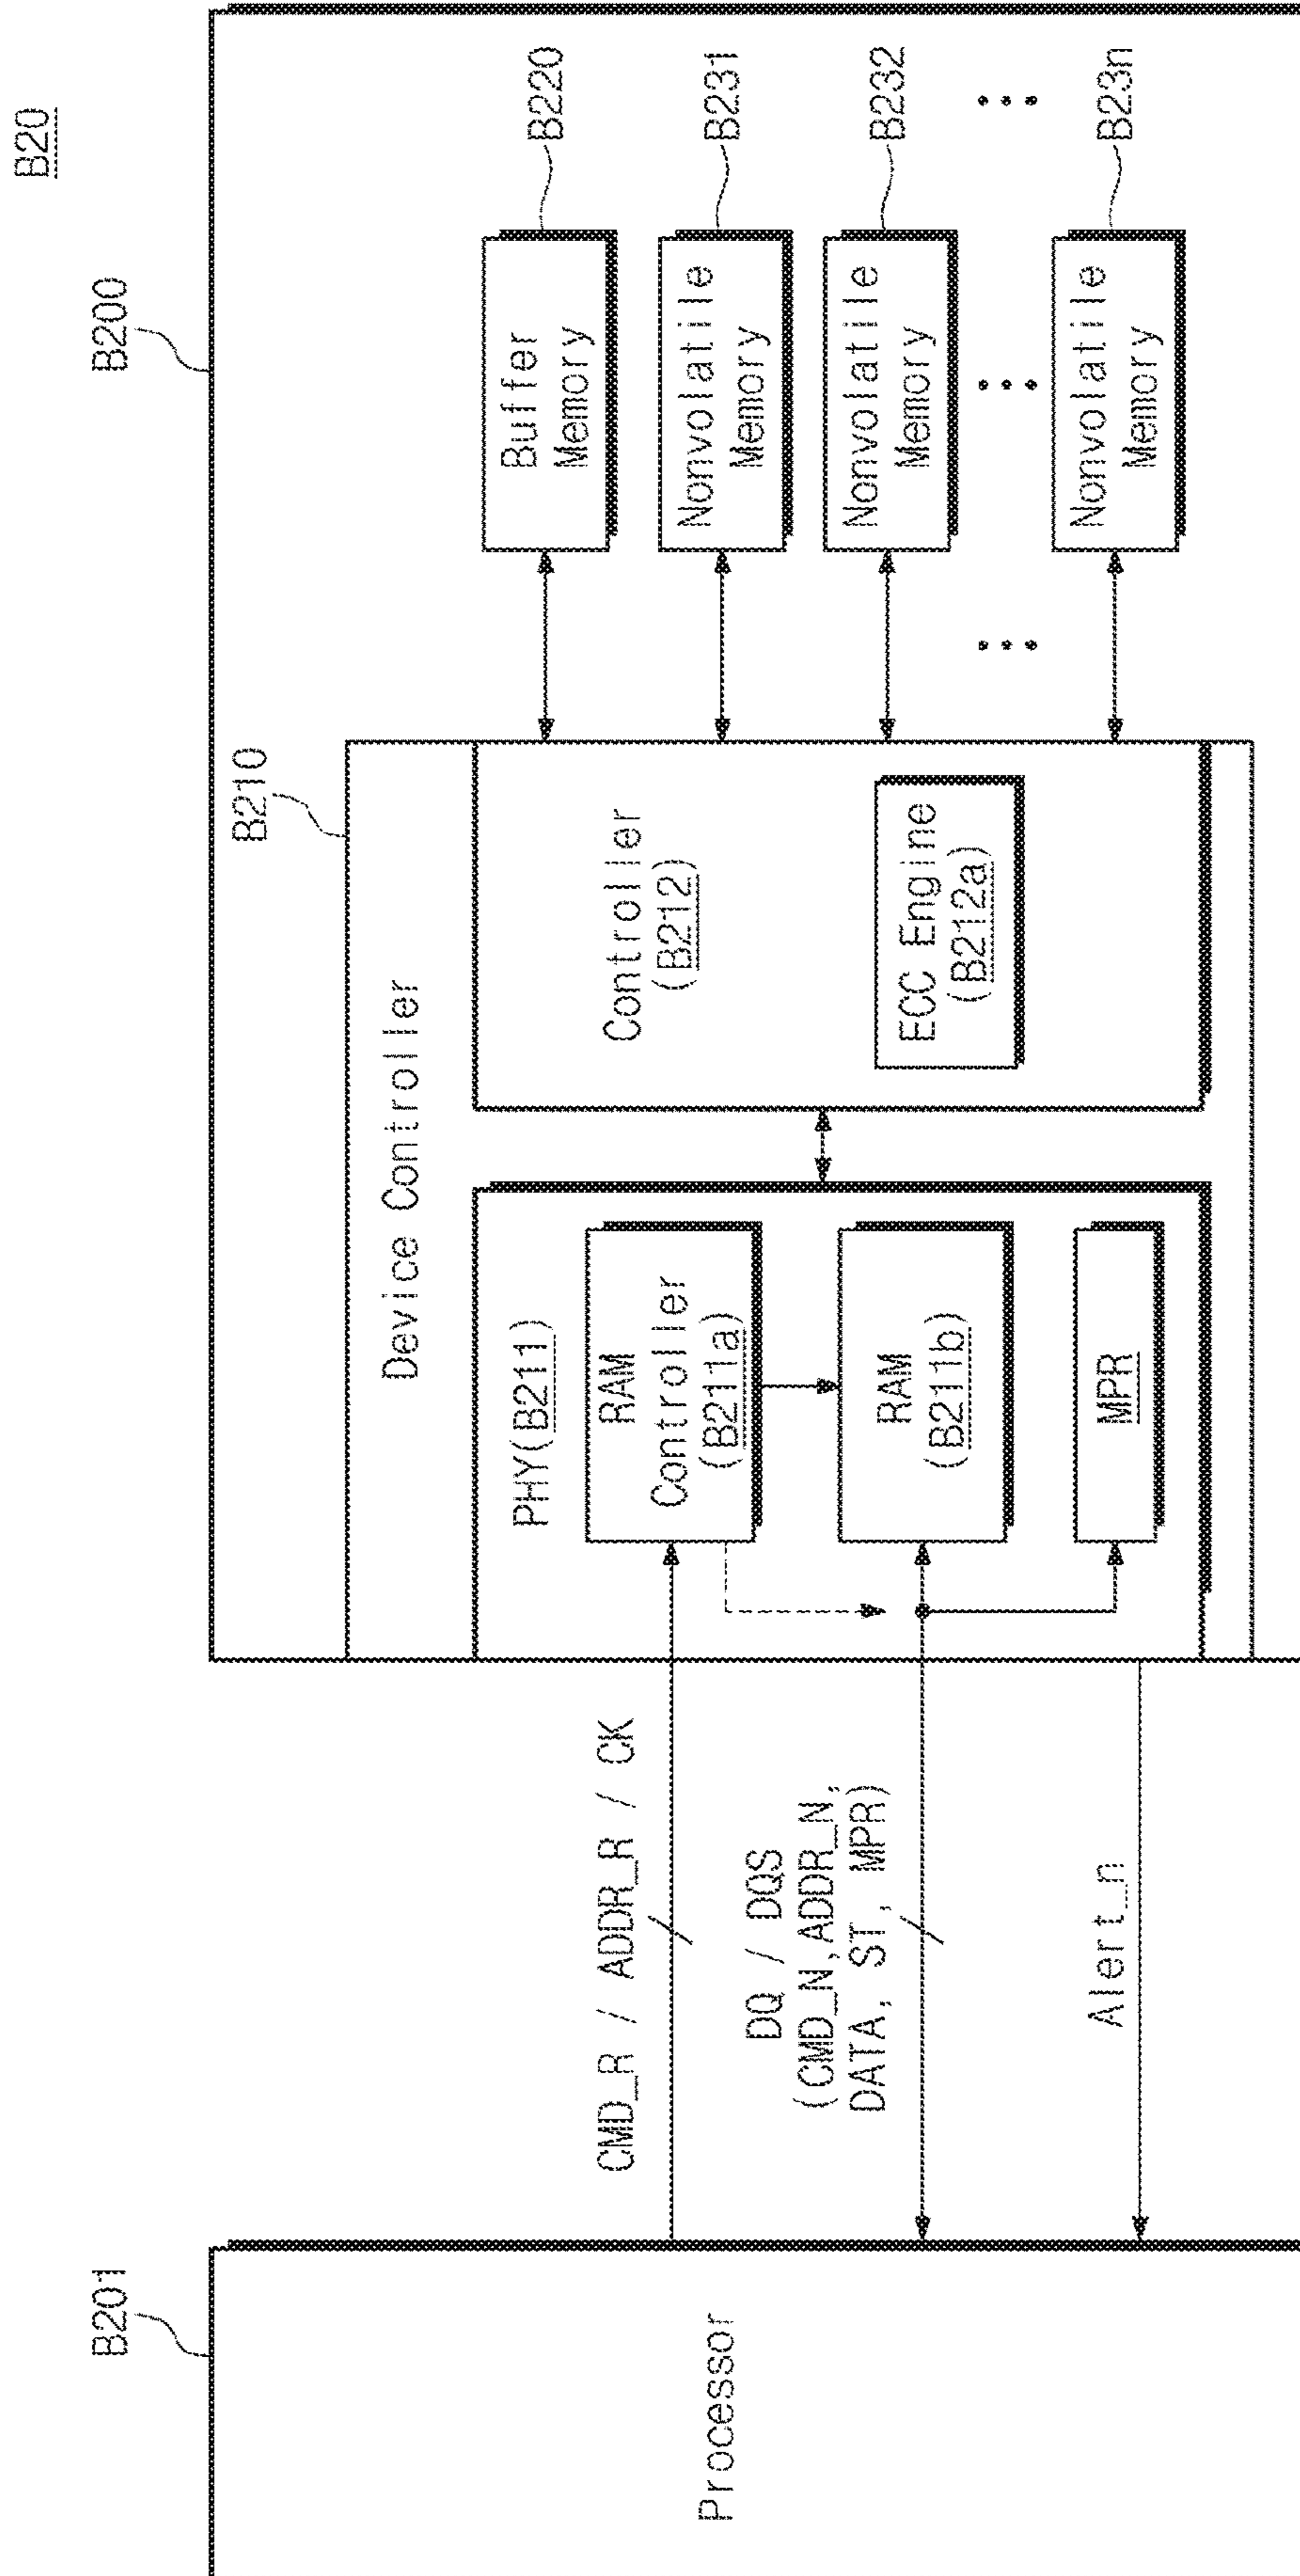 B20
B201
B200
B210
Processor
CMD_R / ADDR_R / CK
DQ / DQS
(CMD_N,ADDR_N,
DATA, ST, MPR)
Alert_n
Device Controller
PHY(B211)
RAM
Controller
(B211a)
RAM
(B211b)
MPR
Controller
(B212)
ECC Engine
(B212a)
Buffer
Memory
B220
Nonvolatile
Memory
B231
Nonvolatile
Memory
B232
Nonvolatile
Memory
B23n